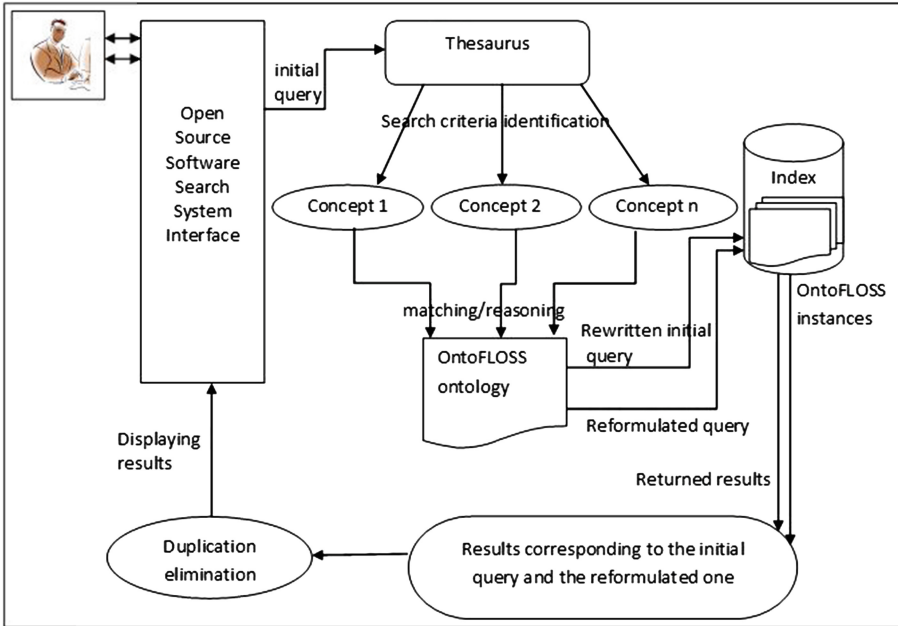 Open
Source
Software
Search
System
Interface
initial
query
Thesaurus
Search criteria identification
Concept 1
Concept 2
Concept n
Index
OntoFLOSS
instances
matching/reasoning
OntoFLOSS
ontology
Rewritten initial
query
Reformulated query
Returned results
Results corresponding to the initial
query and the reformulated one
Duplication
elimination
Displaying
results